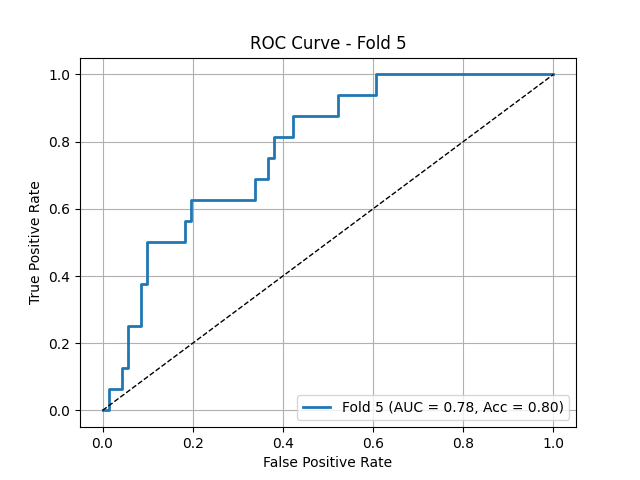 ROC Curve - Fold 5
True Positive Rate
1.0
0.8
0.6
0.4
0.2
0.0
Fold 5 (AUC = 0.78, Acc = 0.80)
0.0 0.2 0.4 0.6 0.8 1.0
False Positive Rate